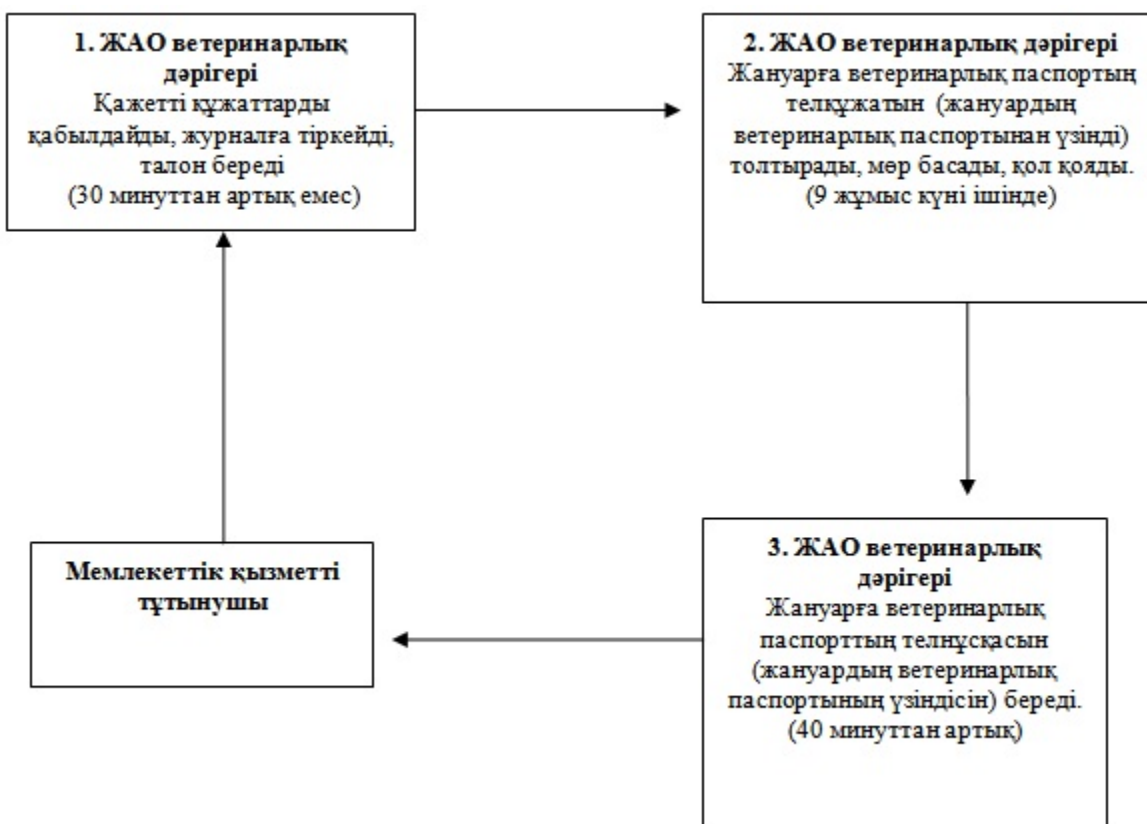 1. ЖАО ветеринарлық
дәрігері
Қажетті құжаттарды
қабылдайды, журналға тіркейді,
талон береді
(30 минуттан артық емес)
2. ЖАО ветеринарлық дәрігері
Жануарға ветеринарлық паспортың
телқұжатын (жануардың
ветеринарлық паспортынан үзінді)
толтырады, мөр басады, қол қояды.
(9 жұмыс күні ішінде)
3. ЖАО ветеринарлық
дәрігері
Жануарға ветеринарлық
паспорттың телнұсқасын
(жануардың ветеринарлық
паспортының үзіндісін) береді.
(40 минуттан артық)
Мемлекеттік қызметті
тұтынушы